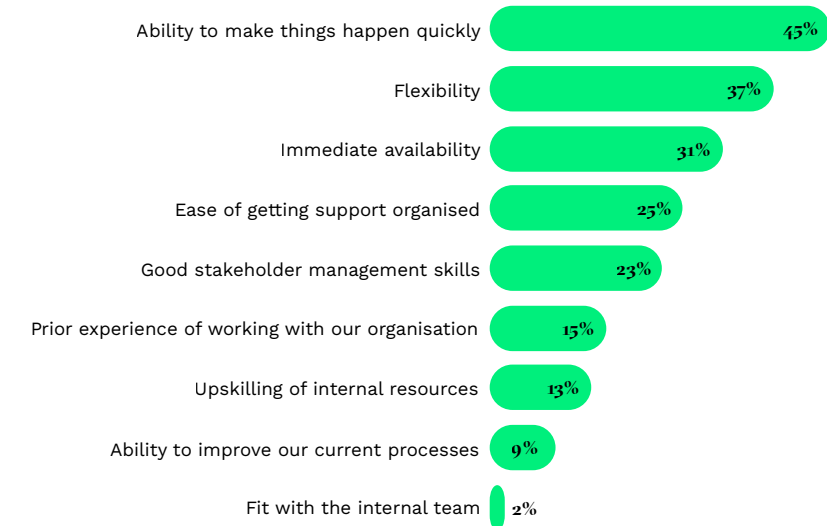 Ability to make things happen quickly 45%
Flexibility 37%
Immediate availability 31%
Ease of getting support organised 25%
Good stakeholder management skills 23%
Prior experience of working with our organisation 15%
Upskilling of internal resources 13%
Ability to improve our current processes 9%
Fit with the internal team 2%